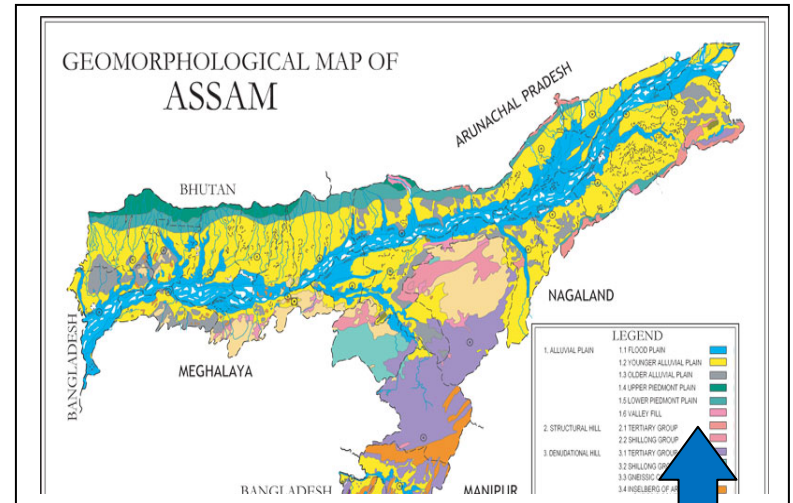 GEOMORPHOLOGICAL MAP OF
ASSAM
ARUNACHAL PRADESH
BHUTAN
NAGALAND
BANGLADESH
MEGHALAYA
LEGEND
1. ALLUVIAL PLAIN 1.1 FLOOD PLAIN
1.2 YOUNGER ALLUVIAL PLAIN
1.3 OLDER ALLUVIAL PLAIN
1.4 UPPER PIEDMONT PLAIN
1.5 LOWER PIEDMONT PLAIN
1.6 VALLEY FILL
2. STRUCTURAL HILL 2.1 TERTIARY GROUP
2.2 SHILLONG GROUP
3. DENUDATIONAL HILL 3.1 TERTIARY GROUP
3.2 SHILLONG
3.3 GNEISSIC
3.4 INSELBERG OF
BANGLADESH MANIPUR